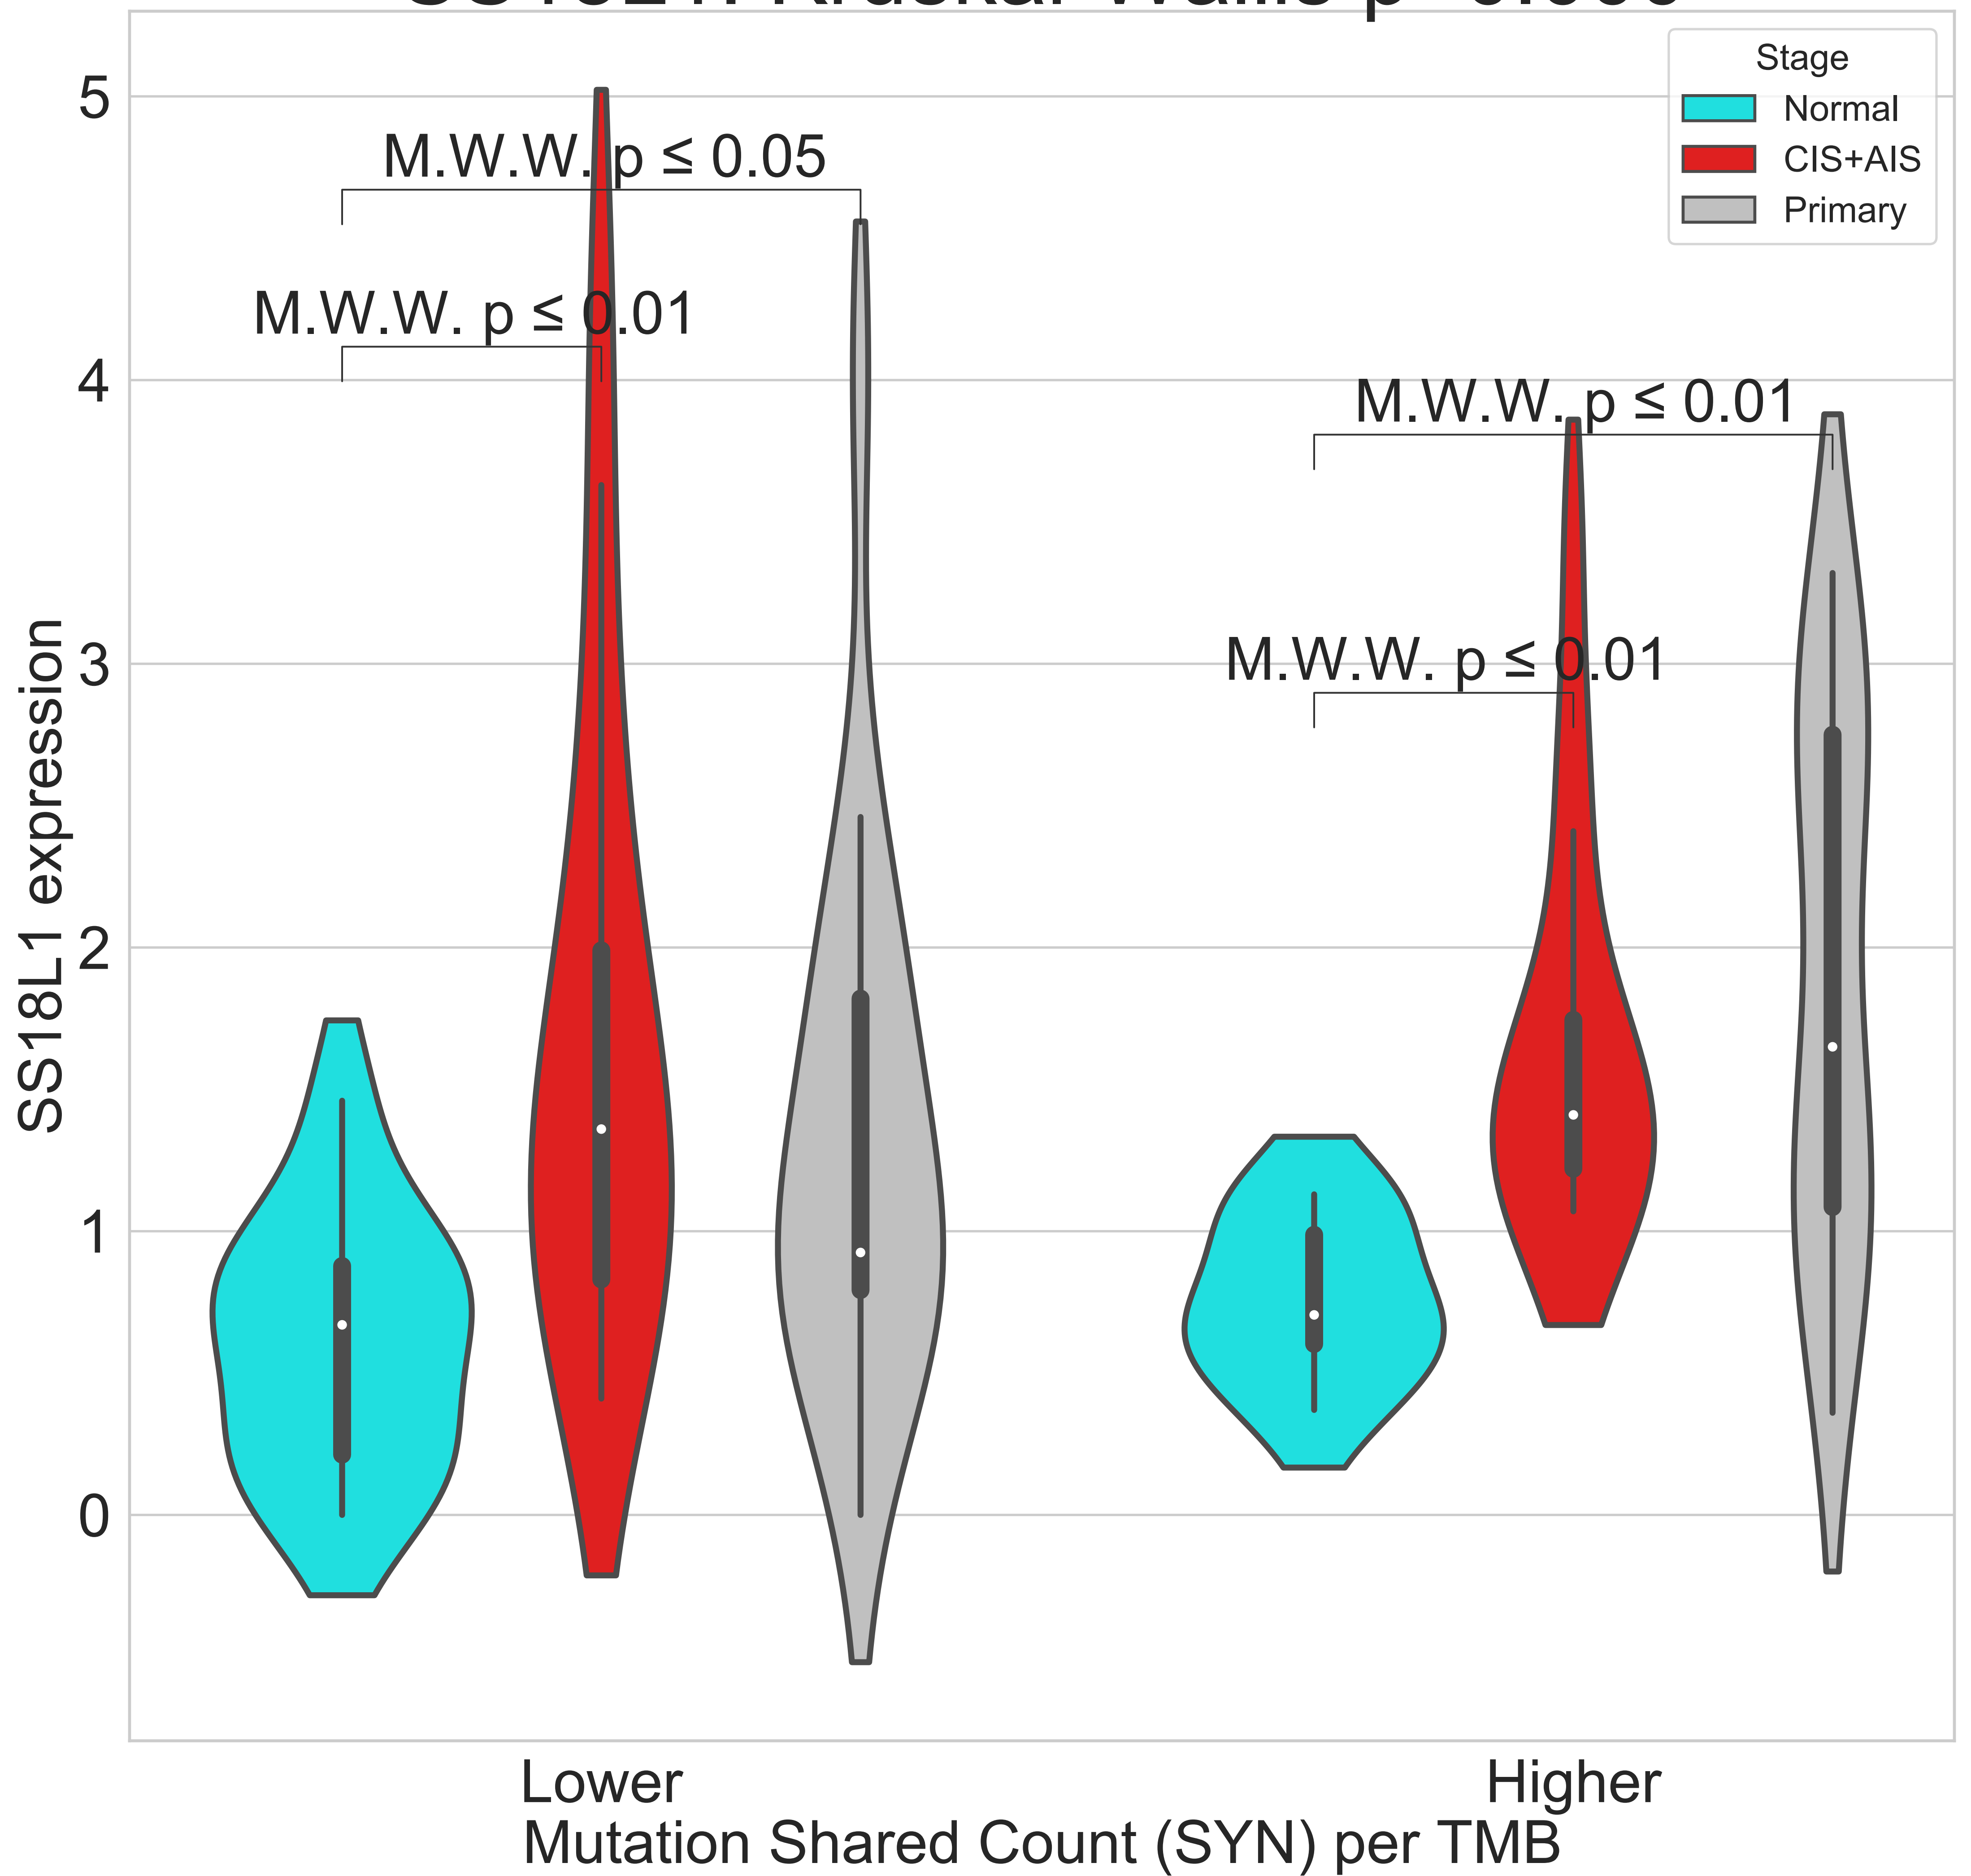 Stage
Normal
CIS+AIS
Primary
5
4
3
2
1
0
SS18L1 expression
M.W.W. p ≤ 0.05
M.W.W. p ≤ 0.01
M.W.W. p ≤ 0.01
M.W.W. p ≤ 0.01
Lower
Higher
Mutation Shared Count (SYN) per TMB